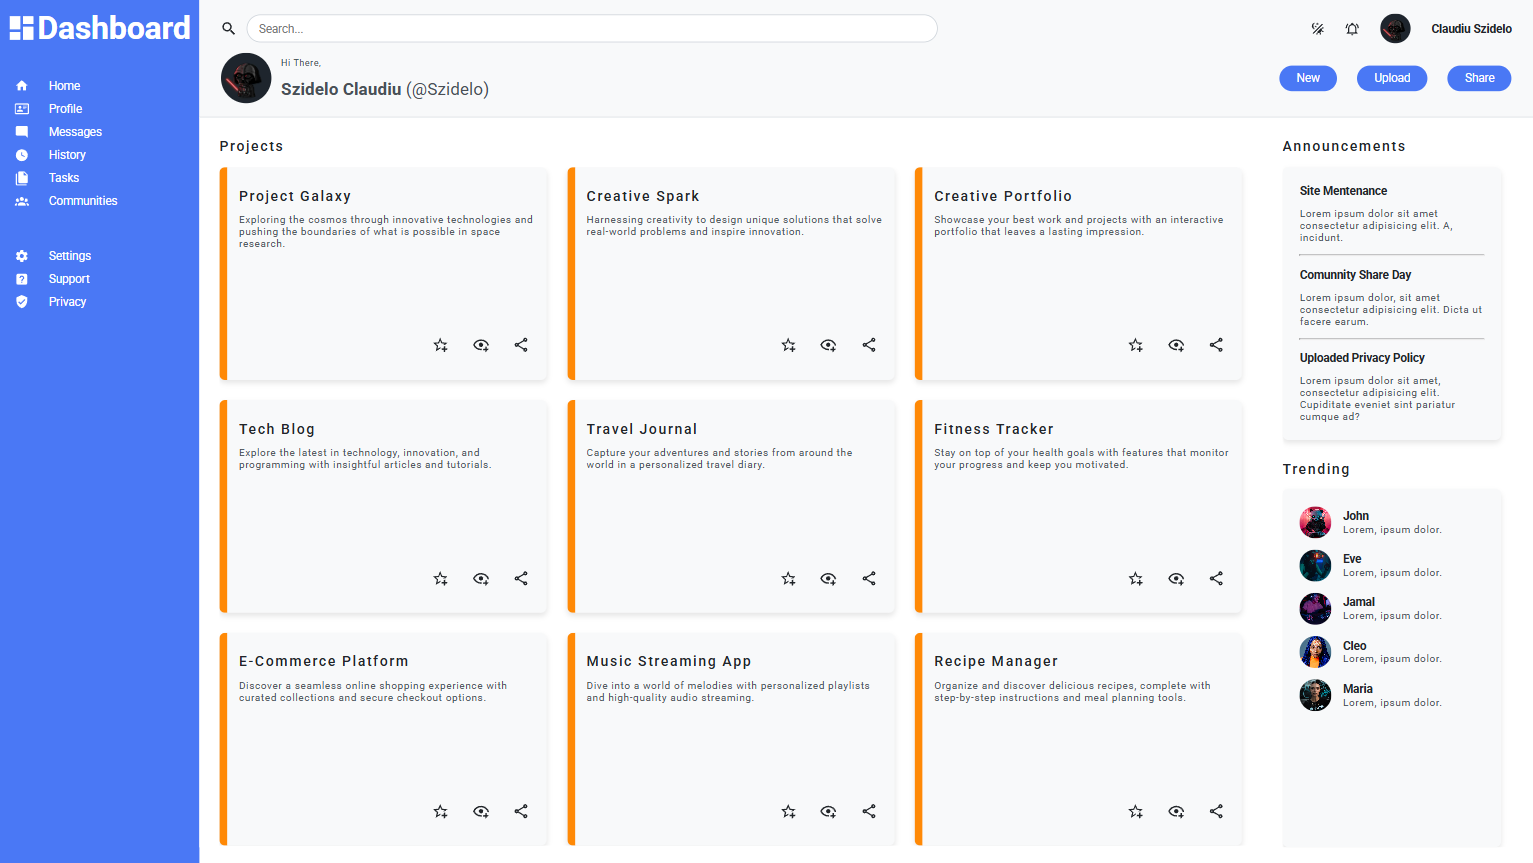 Dashboard
Home
Profile
Messages
History
Tasks
Communities
Settings
Support
Privacy
Search...
Claudiu Szidelo
Hi There,
Szidelo Claudiu (@Szidelo)
New
Upload
Share
Projects
Project Galaxy
Exploring the cosmos through innovative technologies and
pushing the boundaries of what is possible in space
research.
Creative Spark
Harnessing creativity to design unique solutions that solve
real-world problems and inspire innovation.
Creative Portfolio
Showcase your best work and projects with an interactive
portfolio that leaves a lasting impression.
Tech Blog
Explore the latest in technology, innovation, and
programming with insightful articles and tutorials.
Travel Journal
Capture your adventures and stories from around the
world in a personalized travel diary.
Fitness Tracker
Stay on top of your health goals with features that monitor
your progress and keep you motivated.
E-Commerce Platform
Discover a seamless online shopping experience with
curated collections and secure checkout options.
Music Streaming App
Dive into a world of melodies with personalized playlists
and high-quality audio streaming.
Recipe Manager
Organize and discover delicious recipes, complete with
step-by-step instructions and meal planning tools.
Announcements
Site Mentenance
Lorem ipsum dolor sit amet
consectetur adipisicing elit. A,
incidunt.
Comunnity Share Day
Lorem ipsum dolor, sit amet
consectetur adipisicing elit. Dicta ut
facere earum.
Uploaded Privacy Policy
Lorem ipsum dolor sit amet,
consectetur adipisicing elit.
Cupiditate eveniet sint pariatur
cumque ad?
Trending
John
Lorem, ipsum dolor.
Eve
Lorem, ipsum dolor.
Jamal
Lorem, ipsum dolor.
Cleo
Lorem, ipsum dolor.
Maria
Lorem, ipsum dolor.